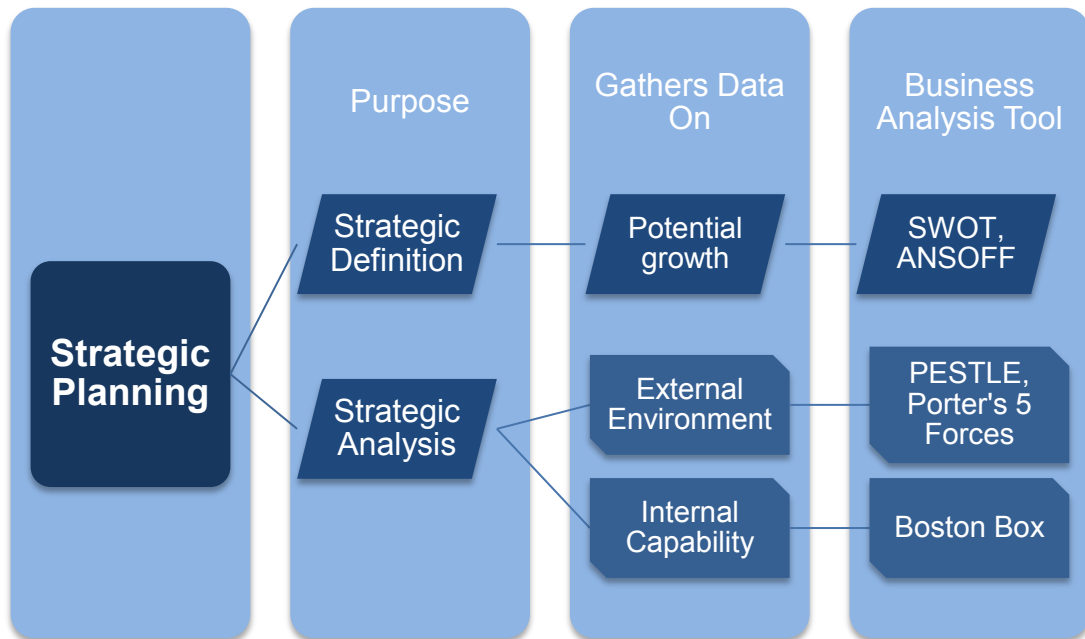 Purpose
Gathers Data
On
Business
Analysis Tool
Strategic
Planning
Strategic
Definition
Potential
growth
SWOT,
ANSOFF
Strategic
Analysis
External
Environment
PESTLE,
Porter's 5
Forces
Internal
Capability
Boston Box